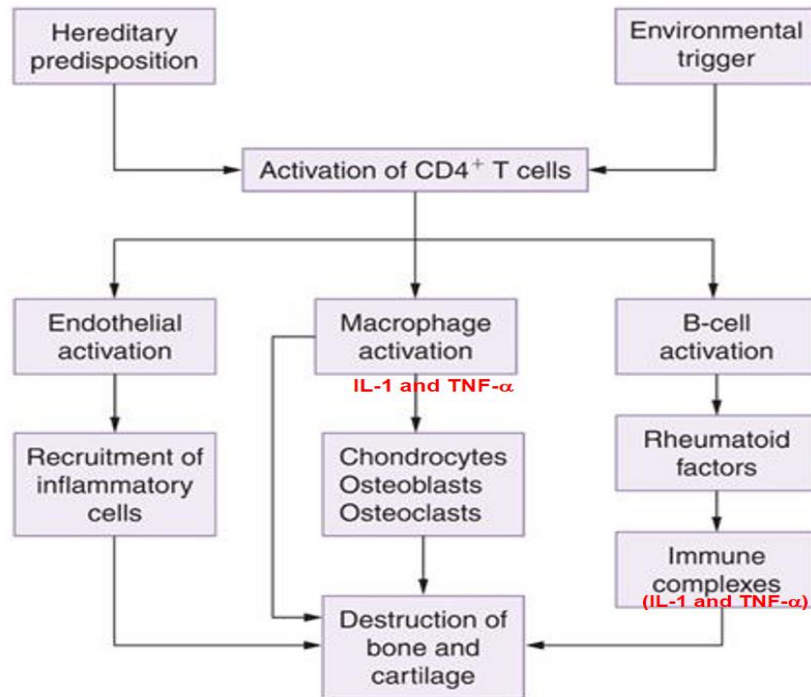 Hereditary
predisposition
Environmental
trigger
Activation of CD4⁺ T cells
Endothelial
activation
Macrophage
activation
IL-1 and TNF-α
B-cell
activation
Recruitment of
inflammatory
cells
Chondrocytes
Osteoblasts
Osteoclasts
Rheumatoid
factors
Immune
complexes
(IL-1 and TNF-α)
Destruction of
bone and
cartilage